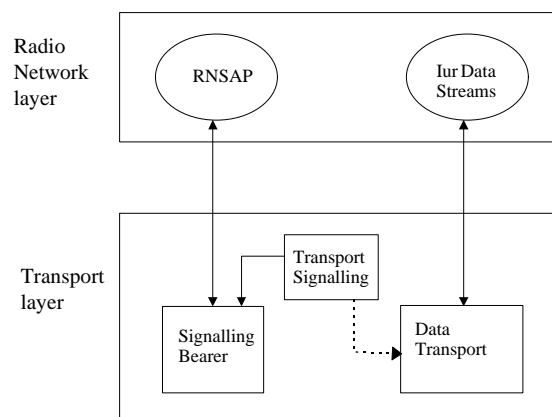 Radio
Network
layer
RNSAP
Iur Data
Streams
Transport
layer
Transport
Signalling
Signalling
Bearer
Data
Transport